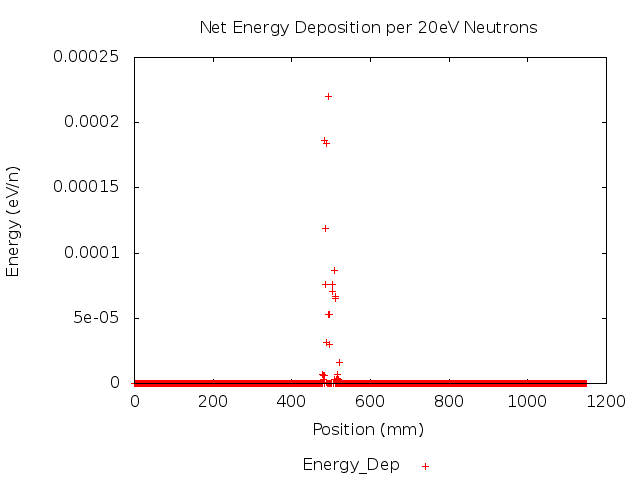 Net Energy Deposition per 20eV Neutrons
0.00025
0.0002
0.00015
0.0001
5e-05
0
Energy (eV/n)
0 200 400 600 800 1000 1200
Position (mm)
Energy_Dep